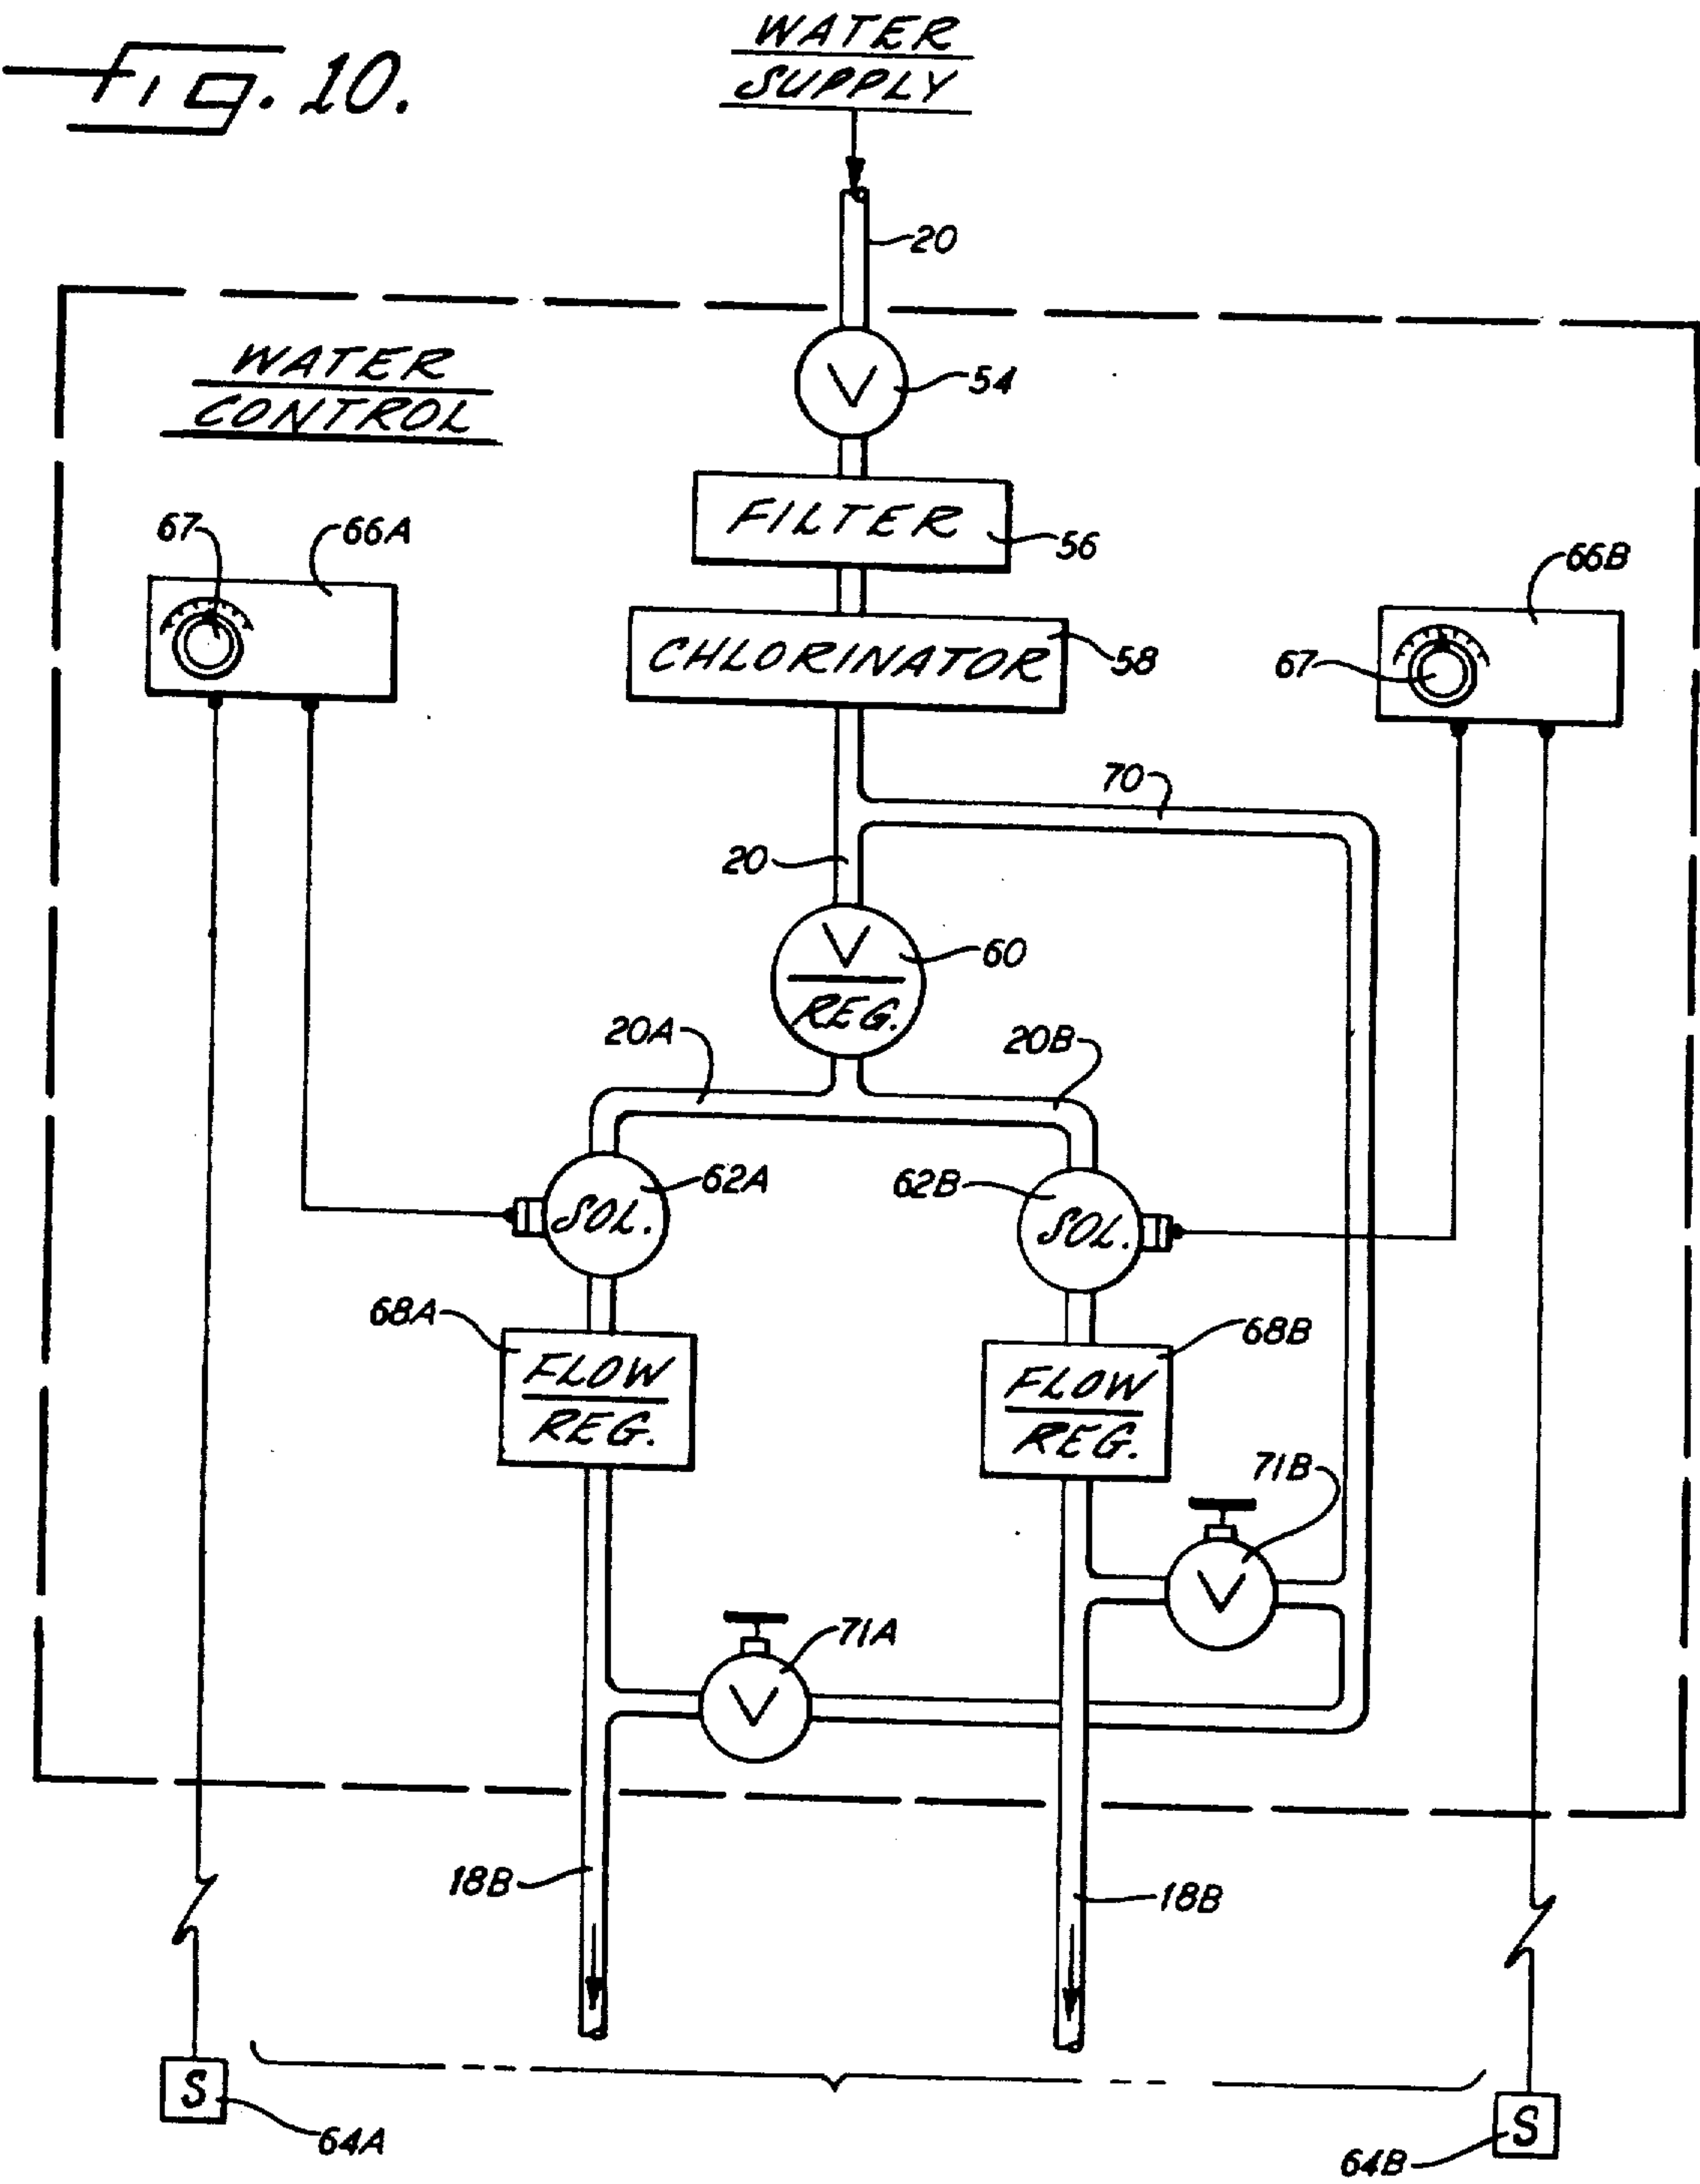 Fig. 10.
WATER
SUPPLY
20
WATER
CONTROL
V
54
FILTER
56
67
66A
66B
CHLORINATOR
58
67
70
20
V
REG.
60
20A
20B
SOL.
62A
62B
SOL.
68A
FLOW
REG.
68B
FLOW
REG.
71B
V
71A
V
18B
18B
S
64A
S
64B